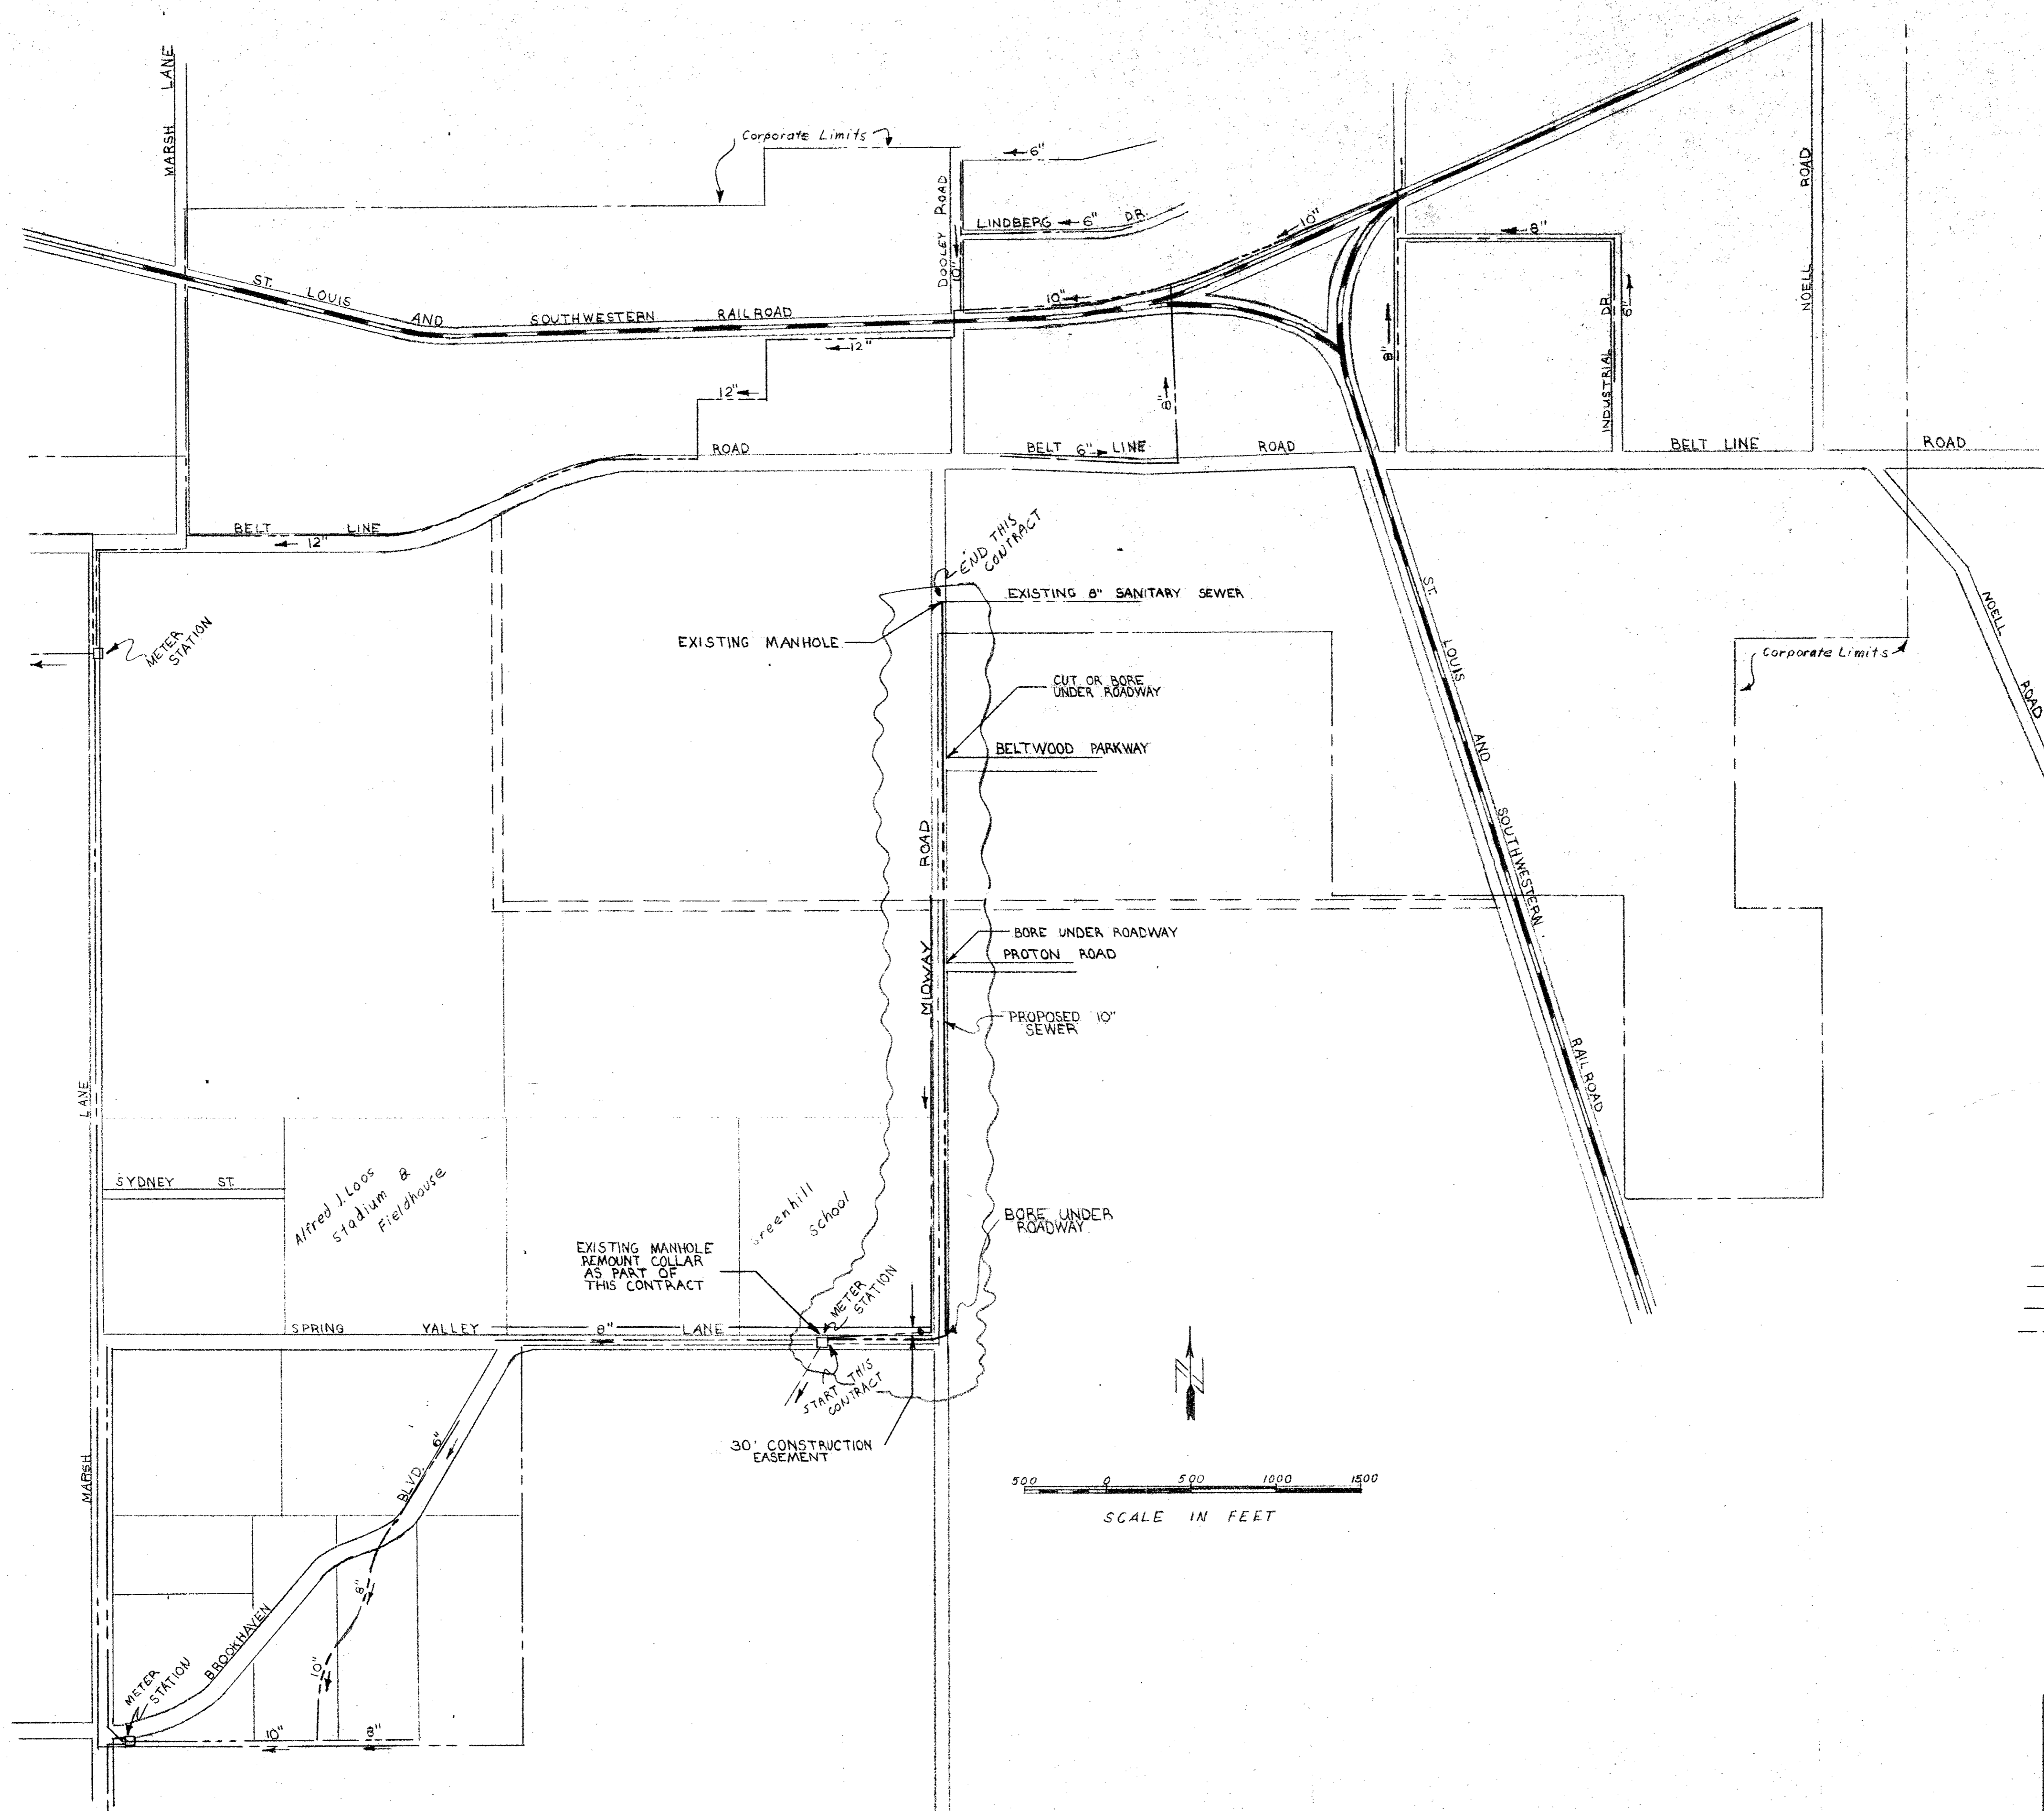 MARSH LANE
Corporate Limits
6"
DOOLEY ROAD
10"
LINDBERG 6" DR.
10"
8"
NOELL ROAD
ST. LOUIS AND SOUTHWESTERN RAILROAD
10"
12"
12"
8"
8"
INDUSTRIAL DR.
6"
ROAD
BELT 6" LINE ROAD
BELT LINE ROAD
BELT LINE
12"
END THIS
CONTRACT
EXISTING 8" SANITARY SEWER
EXISTING MANHOLE
METER
STATION
Corporate Limits
NOELL ROAD
CUT OR BORE
UNDER ROADWAY
BELTWOOD PARKWAY
ST. LOUIS AND SOUTHWESTERN RAILROAD
MIDWAY ROAD
BORE UNDER ROADWAY
PROTON ROAD
PROPOSED 10"
SEWER
MARSH LANE
SYDNEY ST.
Alfred J. Loos
Stadium &
Fieldhouse
Greenhill
School
BORE UNDER
ROADWAY
EXISTING MANHOLE
REMOUNT COLLAR
AS PART OF
THIS CONTRACT
METER
STATION
SPRING VALLEY 8" LANE
START THIS
CONTRACT
30' CONSTRUCTION
EASEMENT
N
500 0 500 1000 1500
SCALE IN FEET
BROOKHAVEN BLVD.
6"
8"
10"
METER
STATION
10"
8"